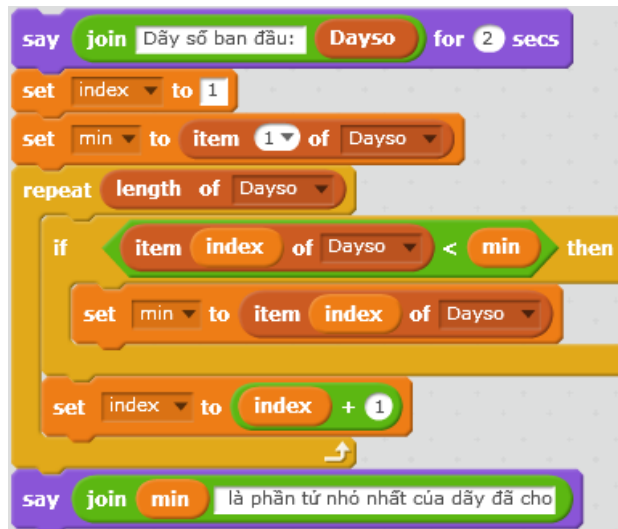 say join Dãy số ban đầu: Dayso for 2 secs
set index to 1
set min to item 1 of Dayso
repeat length of Dayso
if item index of Dayso < min then
set min to item index of Dayso
set index to index + 1
say join min là phần tử nhỏ nhất của dãy đã cho